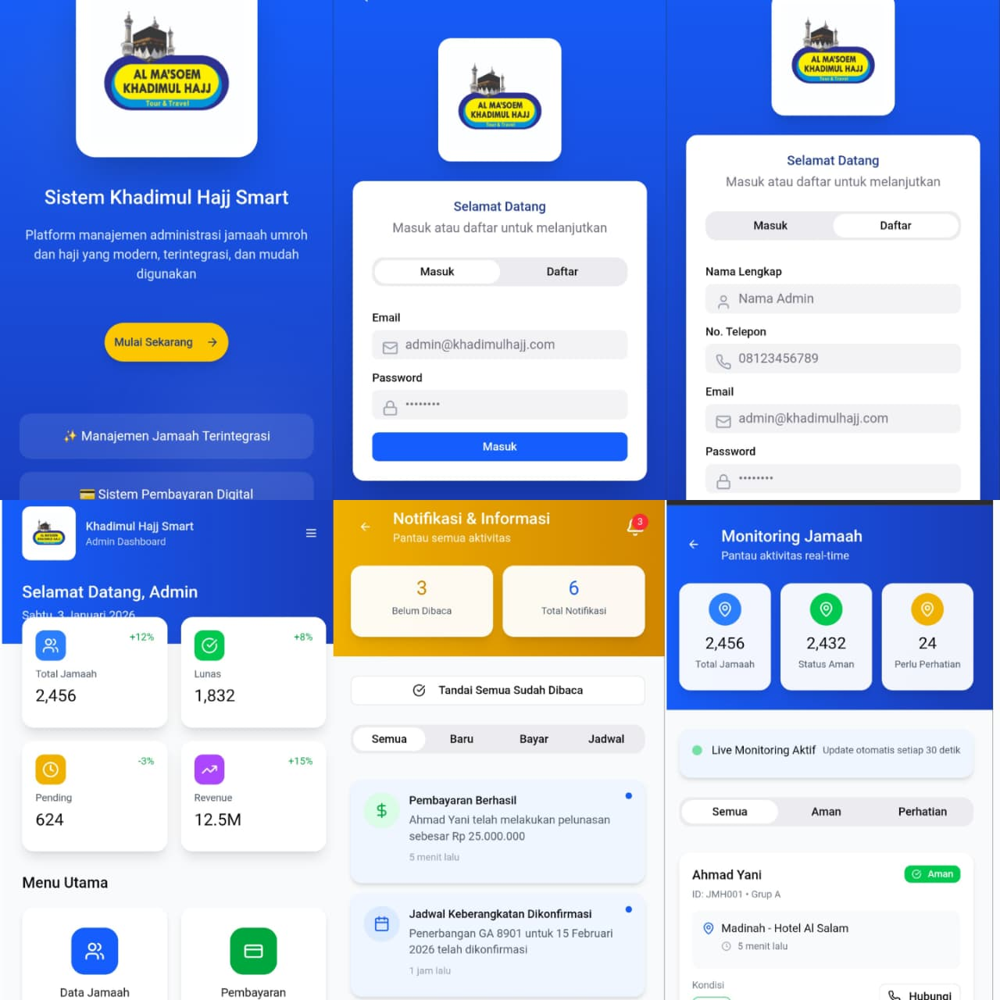 AL MA'SOEM
KHADIMUL HAJJ
Tour & Travel
Sistem Khadimul Hajj Smart
Platform manajemen administrasi jamaah umroh
dan haji yang modern, terintegrasi, dan mudah
digunakan
Mulai Sekarang
✨ Manajemen Jamaah Terintegrasi
💳 Sistem Pembayaran Digital
AL MA'SOEM
KHADIMUL HAJJ
Tour & Travel
Selamat Datang
Masuk atau daftar untuk melanjutkan
Masuk
Daftar
Email
admin@khadimulhajj.com
Password
••••••••
Masuk
AL MA'SOEM
KHADIMUL HAJJ
Tour & Travel
Selamat Datang
Masuk atau daftar untuk melanjutkan
Masuk
Daftar
Nama Lengkap
Nama Admin
No. Telepon
08123456789
Email
admin@khadimulhajj.com
Password
••••••••
AL MA'SOEM
KHADIMUL HAJJ
Khadimul Hajj Smart
Admin Dashboard
Selamat Datang, Admin
Sabtu, 3 Januari 2026
+12%
Total Jamaah
2,456
+8%
Lunas
1,832
-3%
Pending
624
+15%
Revenue
12.5M
Menu Utama
Data Jamaah
Pembayaran
Notifikasi & Informasi
Pantau semua aktivitas
3
3
Belum Dibaca
6
Total Notifikasi
Tandai Semua Sudah Dibaca
Semua
Baru
Bayar
Jadwal
Pembayaran Berhasil
Ahmad Yani telah melakukan pelunasan
sebesar Rp 25.000.000
5 menit lalu
Jadwal Keberangkatan Dikonfirmasi
Penerbangan GA 8901 untuk 15 Februari
2026 telah dikonfirmasi
1 jam lalu
Monitoring Jamaah
Pantau aktivitas real-time
2,456
Total Jamaah
2,432
Status Aman
24
Perlu Perhatian
Live Monitoring Aktif
Update otomatis setiap 30 detik
Semua
Aman
Perhatian
Ahmad Yani
Aman
ID: JMH001 • Grup A
Madinah - Hotel Al Salam
5 menit lalu
Kondisi
Hubungi